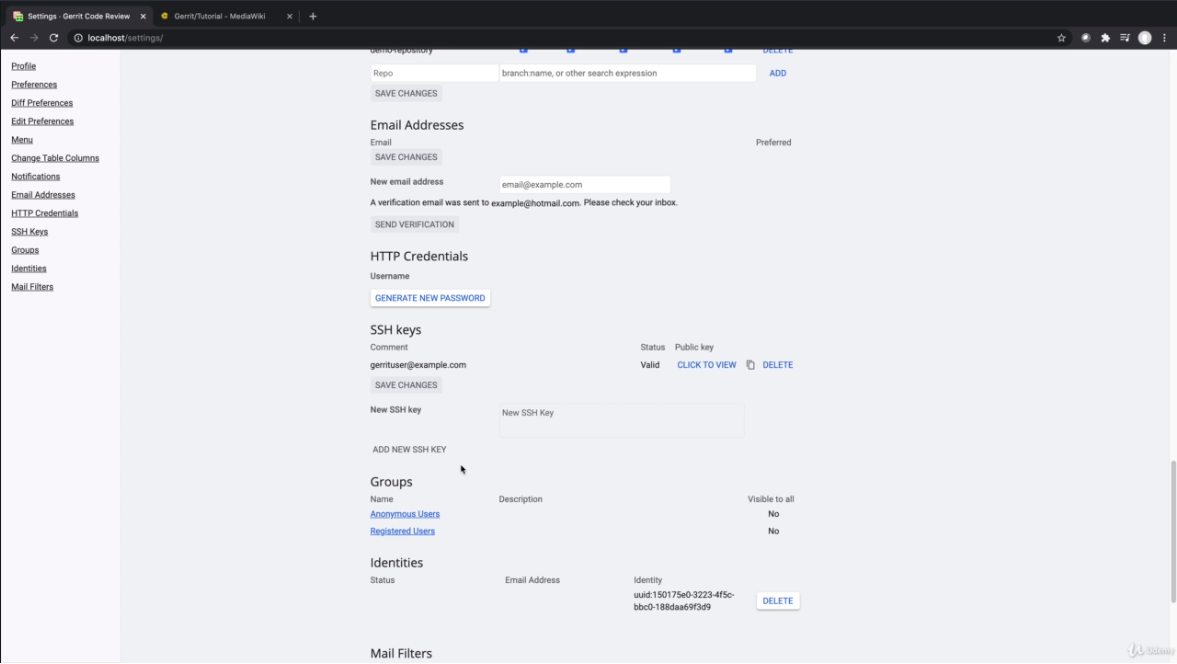 Settings · Gerrit Code Review
Gerrit/Tutorial - MediaWiki
localhost/settings/
Profile
Preferences
Diff Preferences
Edit Preferences
Menu
Change Table Columns
Notifications
Email Addresses
HTTP Credentials
SSH Keys
Groups
Identities
Mail Filters
demo-repository DELETE
Repo branch:name, or other search expression ADD
SAVE CHANGES
Email Addresses
Email Preferred
SAVE CHANGES
New email address email@example.com
A verification email was sent to example@hotmail.com. Please check your inbox.
SEND VERIFICATION
HTTP Credentials
Username
GENERATE NEW PASSWORD
SSH keys
Comment Status Public key
gerrituser@example.com Valid CLICK TO VIEW DELETE
SAVE CHANGES
New SSH key New SSH Key
ADD NEW SSH KEY
Groups
Name Description Visible to all
Anonymous Users No
Registered Users No
Identities
Status Email Address Identity
uuid:150175e0-3223-4f5c-
bbc0-188daa69f3d9 DELETE
Mail Filters
Udemy